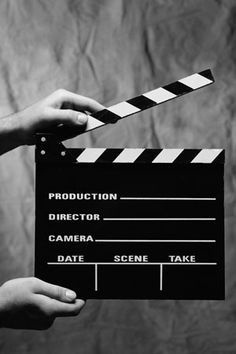 PRODUCTION
DIRECTOR
CAMERA
DATE SCENE TAKE